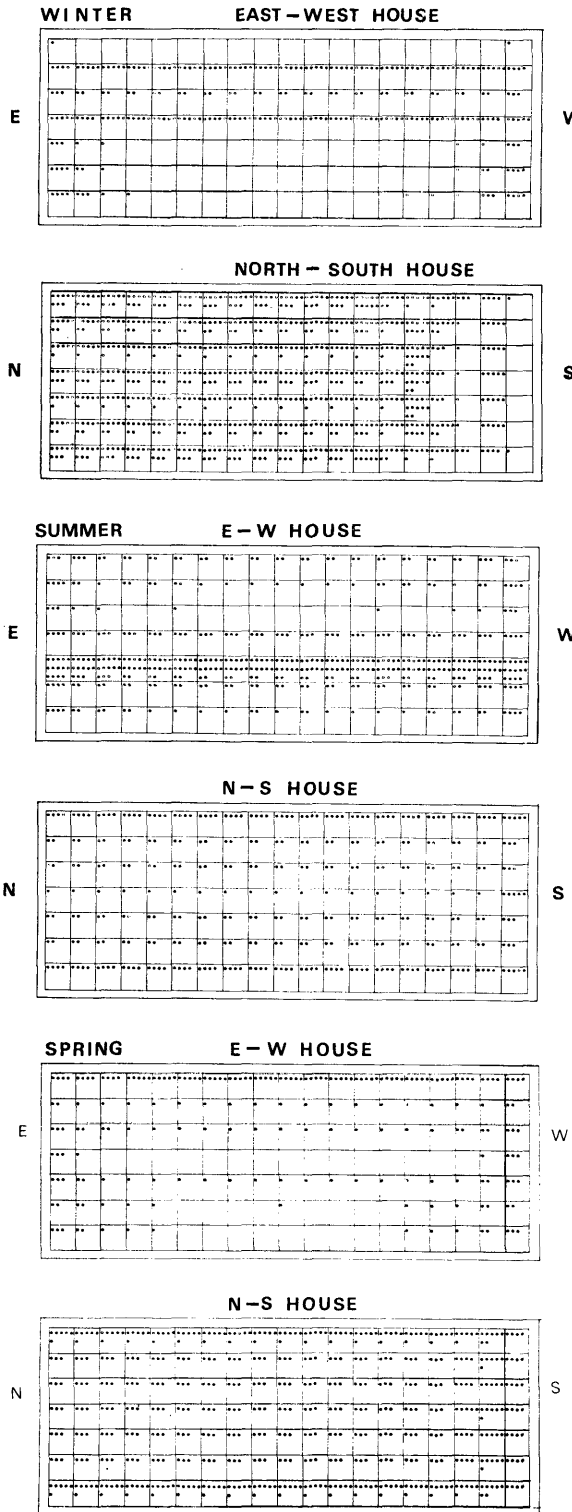 WINTER EAST-WEST HOUSE
E
NORTH - SOUTH HOUSE
N S
SUMMER E-W HOUSE
E W
N-S HOUSE
N S
SPRING E-W HOUSE
E W
N-S HOUSE
N S